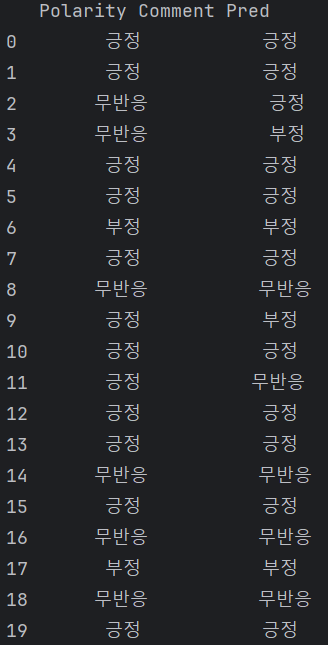 Polarity Comment Pred
0 긍정 긍정
1 긍정 긍정
2 무반응 긍정
3 무반응 부정
4 긍정 긍정
5 긍정 긍정
6 부정 부정
7 긍정 긍정
8 무반응 무반응
9 긍정 부정
10 긍정 긍정
11 긍정 무반응
12 긍정 긍정
13 긍정 긍정
14 무반응 무반응
15 긍정 긍정
16 무반응 무반응
17 부정 부정
18 무반응 무반응
19 긍정 긍정